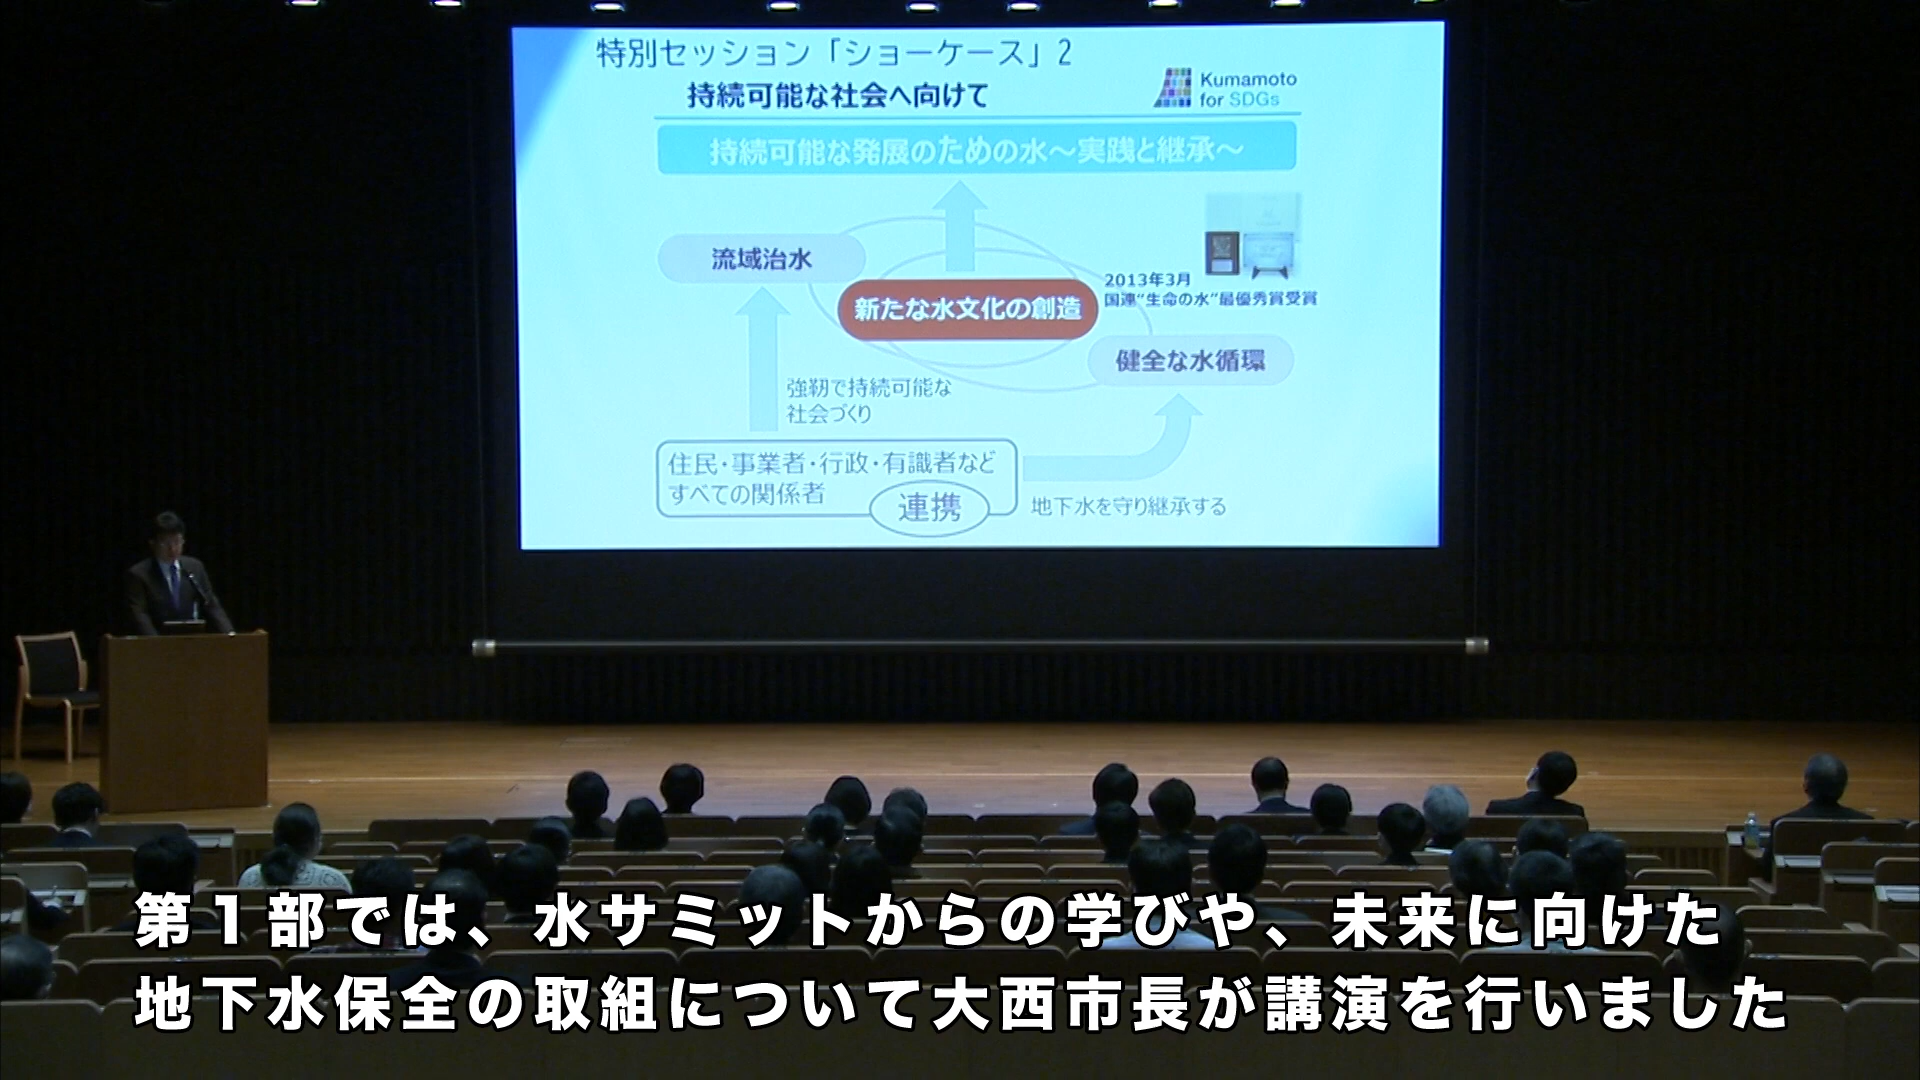 特別セッション「ショーケース」2
持続可能な社会へ向けて
Kumamoto
for SDGs
持続可能な発展のための水～実践と継承～
流域治水
新たな水文化の創造
2013年3月
国連“生命の水”最優秀賞受賞
健全な水循環
強靭で持続可能な
社会づくり
住民・事業者・行政・有識者など
すべての関係者
連携
地下水を守り継承する
第１部では、水サミットからの学びや、未来に向けた
地下水保全の取組について大西市長が講演を行いました